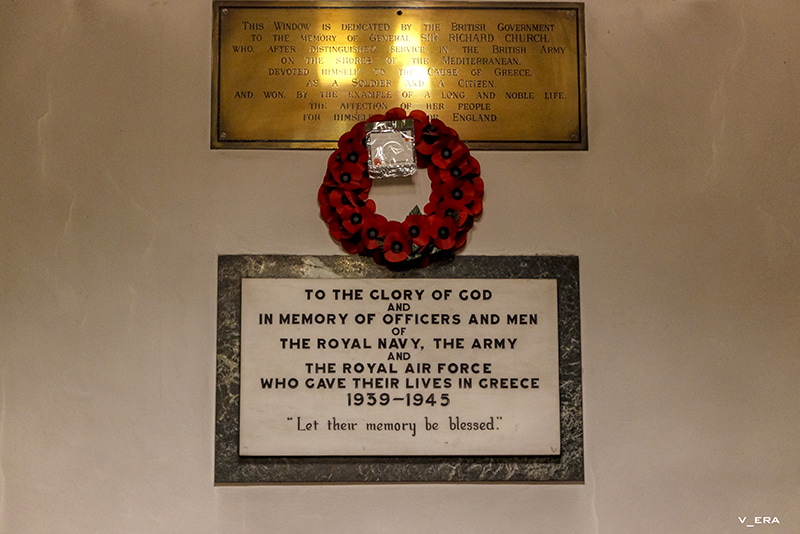 THIS WINDOW IS DEDICATED BY THE BRITISH GOVERNMENT
TO THE MEMORY OF GENERAL SIR RICHARD CHURCH,
WHO, AFTER DISTINGUISHED SERVICE IN THE BRITISH ARMY
ON THE SHORES OF THE MEDITERRANEAN,
DEVOTED HIMSELF TO THE CAUSE OF GREECE,
AS A SOLDIER AND A CITIZEN,
AND WON, BY THE EXAMPLE OF A LONG AND NOBLE LIFE,
THE AFFECTION OF HER PEOPLE
FOR HIMSELF ENGLAND.
TO THE GLORY OF GOD
AND
IN MEMORY OF OFFICERS AND MEN
OF
THE ROYAL NAVY, THE ARMY
AND
THE ROYAL AIR FORCE
WHO GAVE THEIR LIVES IN GREECE
1939—1945
"Let their memory be blessed."
V_ERA